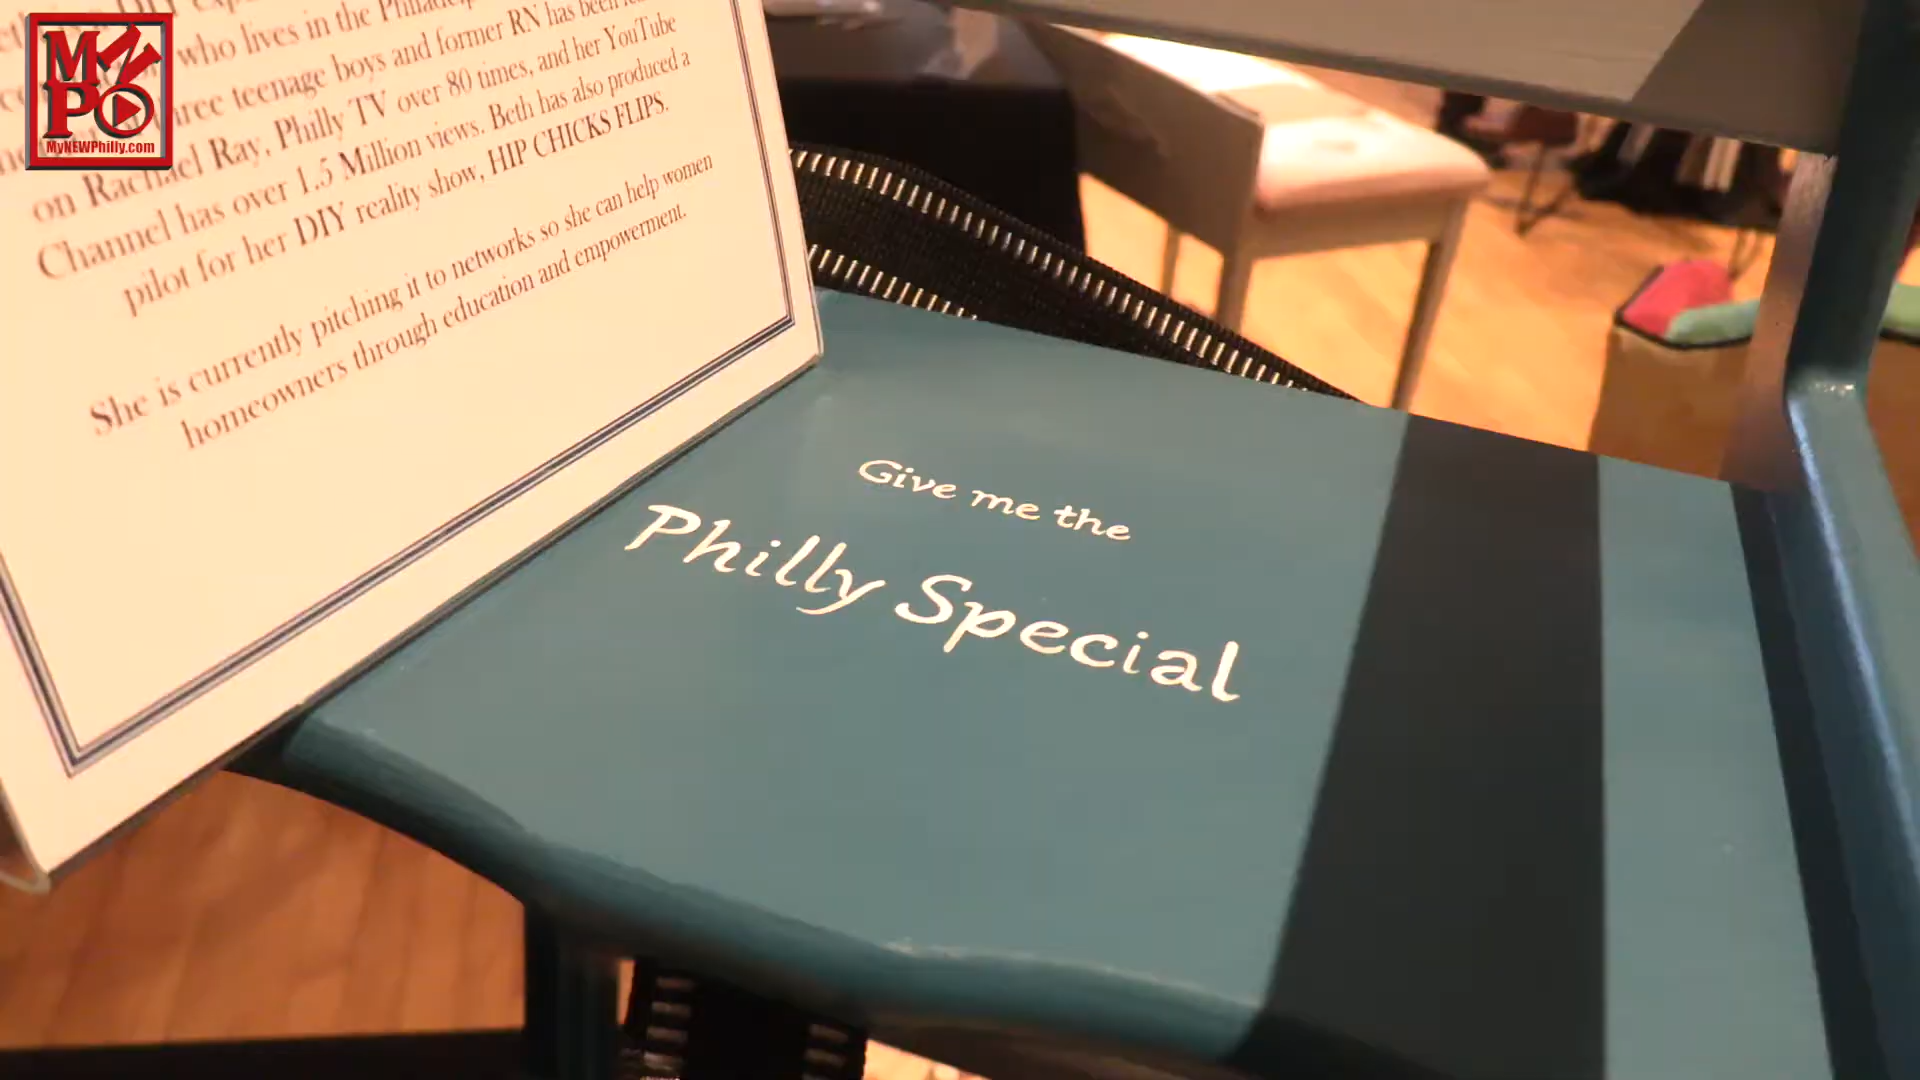 MNPO
MyNEWPhilly.com
DIY
who lives in the
three teenage boys and former RN has been
on Rachael Ray, Philly TV over 80 times, and her YouTube
Channel has over 1.5 Million views. Beth has also produced a
pilot for her DIY reality show, HIP CHICKS FLIPS.
She is currently pitching it to networks so she can help women
homeowners through education and empowerment.
Give me the
Philly Special